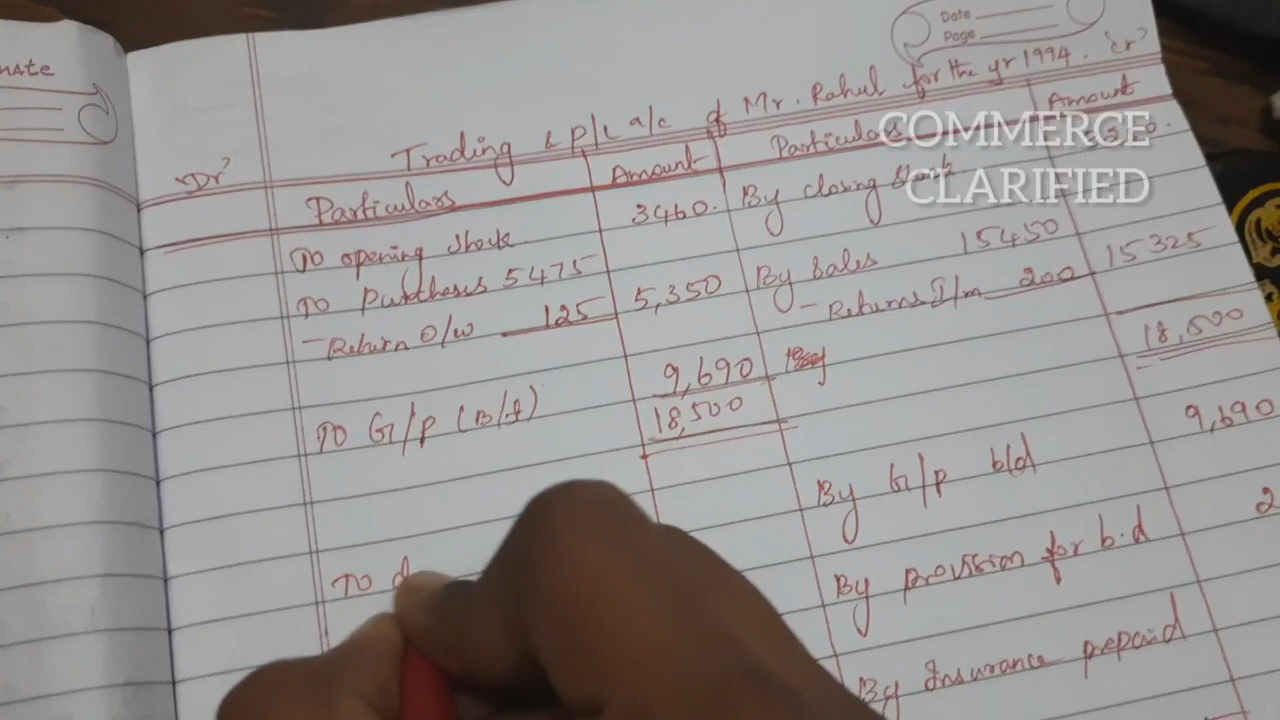 nate
Date
Page
Trading & P/L a/c of Mr. Rahul for the yr 1994. 'cr'
'Dr'
Particulars Amount Particulars Amount
COMMERCE
CLARIFIED
To opening stock 3460. By closing
To Purchases 5475 By Sales 15450
- Return O/w 125 5,350 - Returns I/w 200 15325
To G/P (B/f) 9,690 18,500
18,500
By G/P b/d 9,690
To d
By provision for b.d 2
By Insurance prepaid